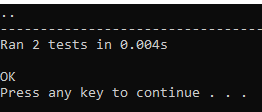 ..
----------------------------------
Ran 2 tests in 0.004s
OK
Press any key to continue . . .